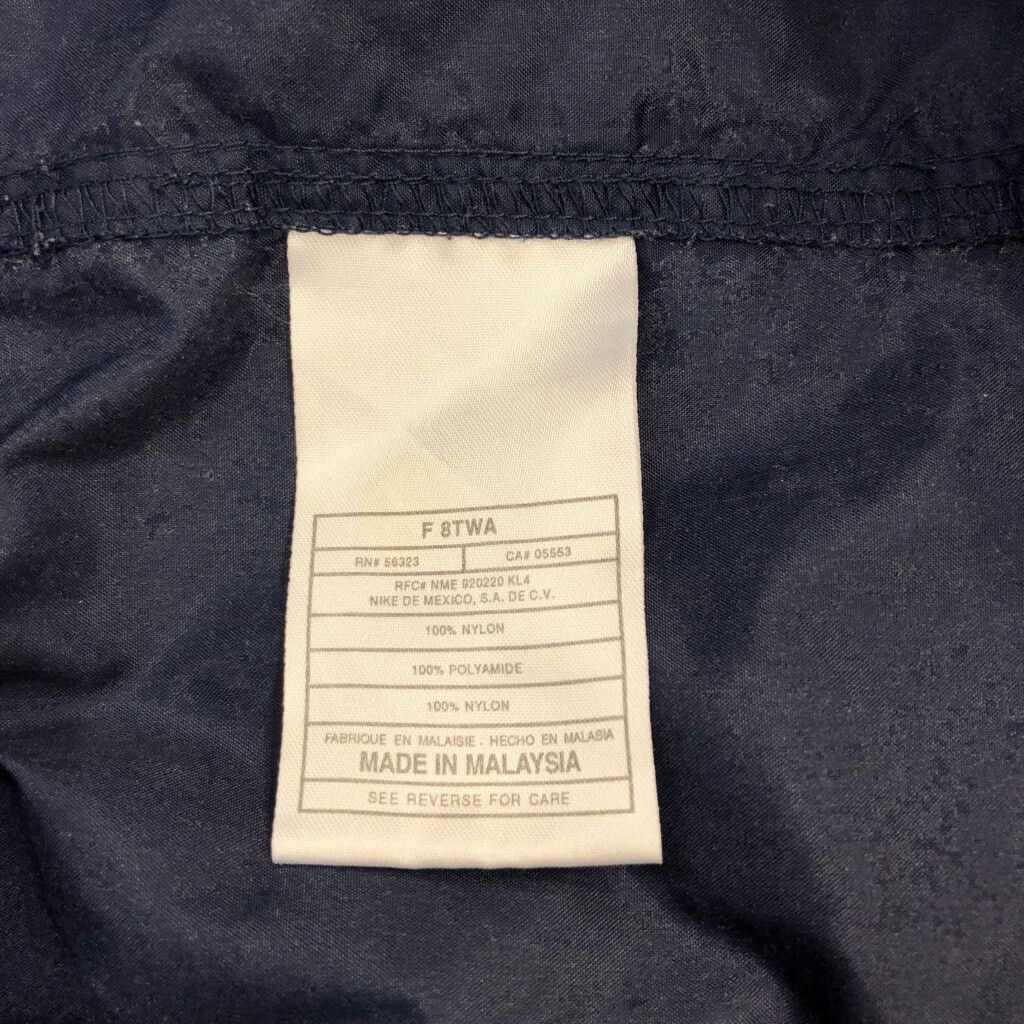 F 8TWA
RN# 56323 CA# 05553
RFC# NME 920220 KL4
NIKE DE MEXICO, S.A. DE C.V.
100% NYLON
100% POLYAMIDE
100% NYLON
FABRIQUE EN MALAISIE . HECHO EN MALASIA
MADE IN MALAYSIA
SEE REVERSE FOR CARE